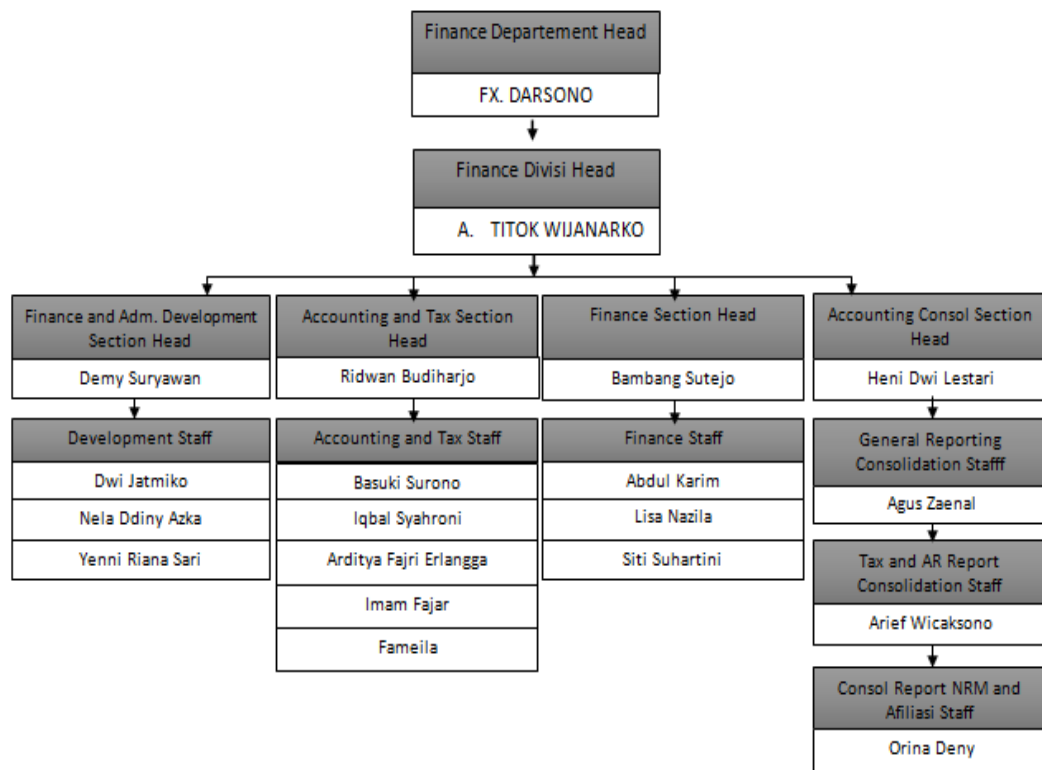 Finance Departement Head
FX. DARSONO
Finance Divisi Head
A. TITOK WIJANARKO
Finance and Adm. Development
Section Head
Demy Suryawan
Accounting and Tax Section
Head
Ridwan Budiharjo
Finance Section Head
Bambang Sutejo
Accounting Consol Section
Head
Heni Dwi Lestari
Development Staff
Dwi Jatmiko
Nela Ddiny Azka
Yenni Riana Sari
Accounting and Tax Staff
Basuki Surono
Iqbal Syahroni
Arditya Fajri Erlangga
Imam Fajar
Fameila
Finance Staff
Abdul Karim
Lisa Nazila
Siti Suhartini
General Reporting
Consolidation Stafff
Agus Zaenal
Tax and AR Report
Consolidation Staff
Arief Wicaksono
Consol Report NRM and
Afiliasi Staff
Orina Deny